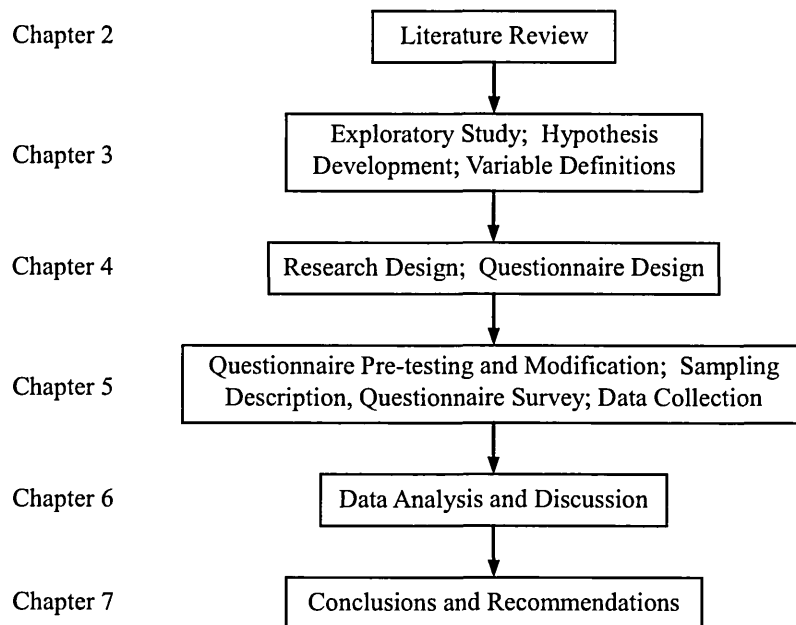 Chapter 2
Literature Review
Chapter 3
Exploratory Study; Hypothesis
Development; Variable Definitions
Chapter 4
Research Design; Questionnaire Design
Chapter 5
Questionnaire Pre-testing and Modification; Sampling
Description, Questionnaire Survey; Data Collection
Chapter 6
Data Analysis and Discussion
Chapter 7
Conclusions and Recommendations